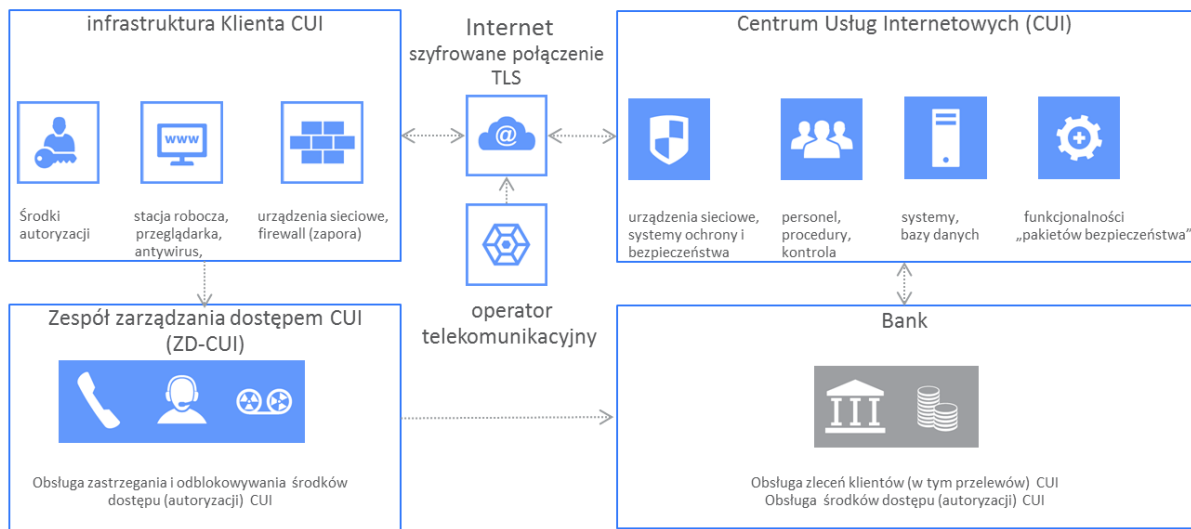 infrastruktura Klienta CUI
Środki
autoryzacji
www
stacja robocza,
przeglądarka,
antywirus,
urządzenia sieciowe,
firewall (zapora)
Internet
szyfrowane połączenie
TLS
@
operator
telekomunikacyjny
Centrum Usług Internetowych (CUI)
urządzenia sieciowe,
systemy ochrony i
bezpieczeństwa
personel,
procedury,
kontrola
systemy,
bazy danych
funkcjonalności
„pakietów bezpieczeństwa”
Zespół zarządzania dostępem CUI
(ZD-CUI)
Obsługa zastrzegania i odblokowywania środków
dostępu (autoryzacji) CUI
Bank
Obsługa zleceń klientów (w tym przelewów) CUI
Obsługa środków dostępu (autoryzacji) CUI